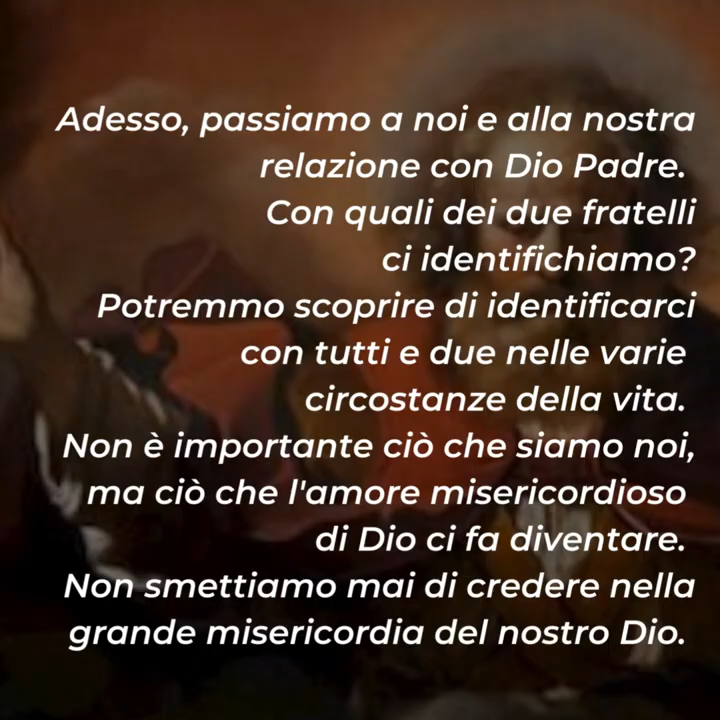 Adesso, passiamo a noi e alla nostra
relazione con Dio Padre.
Con quali dei due fratelli
ci identifichiamo?
Potremmo scoprire di identificarci
con tutti e due nelle varie
circostanze della vita.
Non è importante ciò che siamo noi,
ma ciò che l'amore misericordioso
di Dio ci fa diventare.
Non smettiamo mai di credere nella
grande misericordia del nostro Dio.